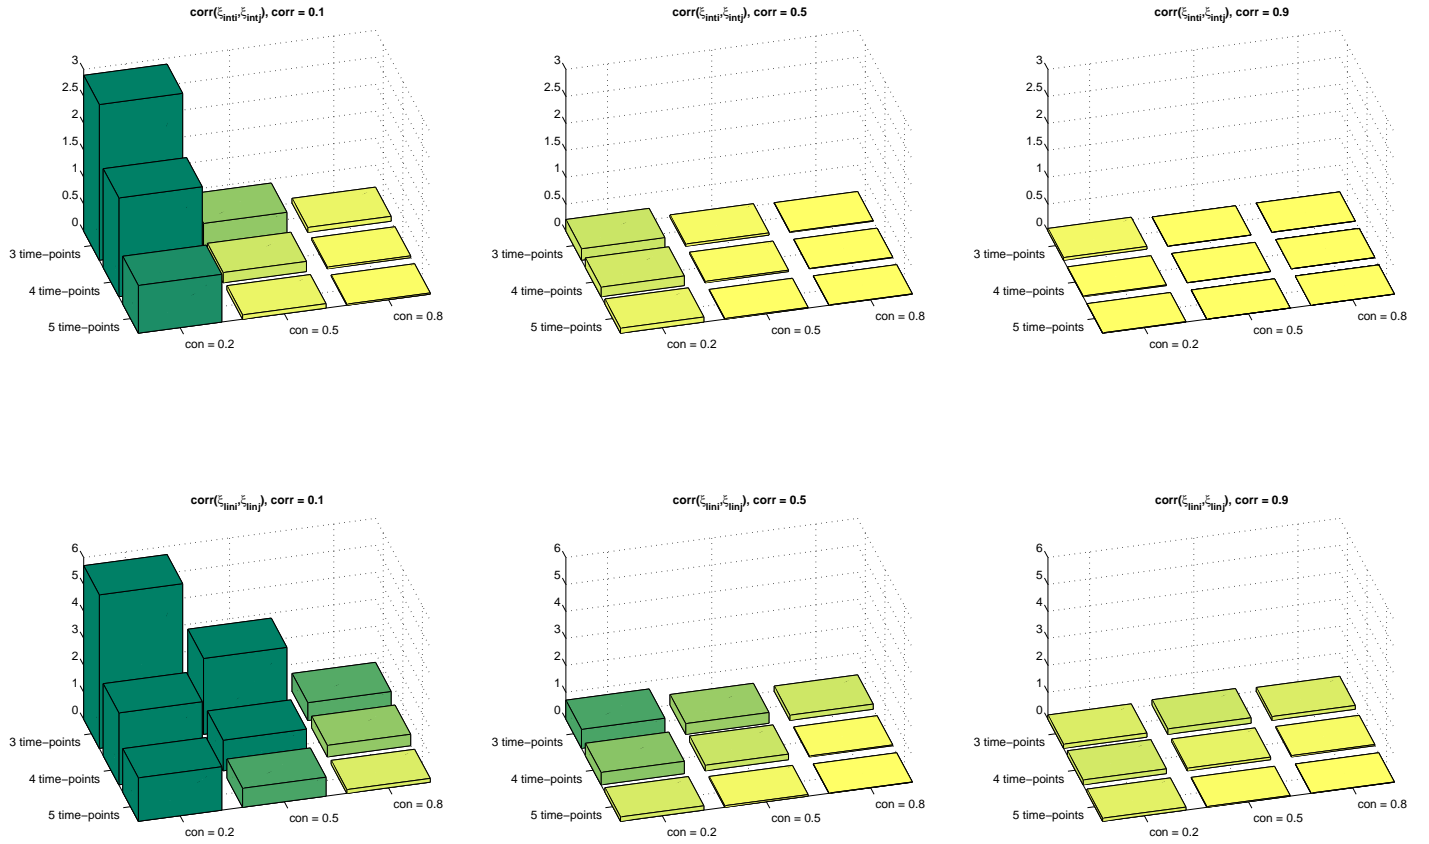 corr(ξinti,ξintj), corr = 0.1
3
2.5
2
1.5
1
0.5
0
3 time−points
4 time−points
5 time−points
con = 0.2
con = 0.5
con = 0.8
corr(ξinti,ξintj), corr = 0.5
3
2.5
2
1.5
1
0.5
0
3 time−points
4 time−points
5 time−points
con = 0.2
con = 0.5
con = 0.8
corr(ξinti,ξintj), corr = 0.9
3
2.5
2
1.5
1
0.5
0
3 time−points
4 time−points
5 time−points
con = 0.2
con = 0.5
con = 0.8
corr(ξlini,ξlinj), corr = 0.1
6
5
4
3
2
1
0
3 time−points
4 time−points
5 time−points
con = 0.2
con = 0.5
con = 0.8
corr(ξlini,ξlinj), corr = 0.5
6
5
4
3
2
1
0
3 time−points
4 time−points
5 time−points
con = 0.2
con = 0.5
con = 0.8
corr(ξlini,ξlinj), corr = 0.9
6
5
4
3
2
1
0
3 time−points
4 time−points
5 time−points
con = 0.2
con = 0.5
con = 0.8